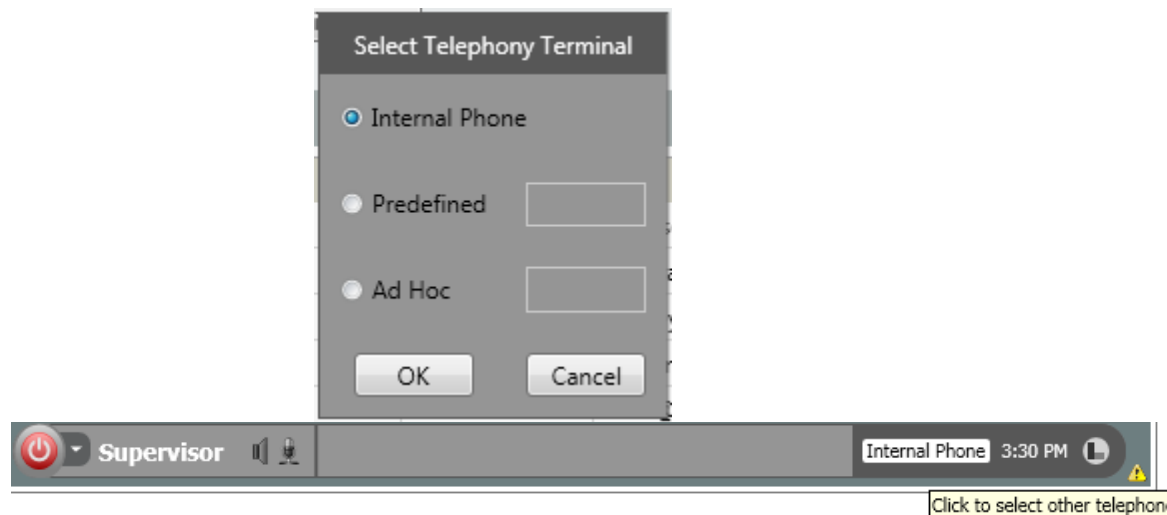 Select Telephony Terminal
Internal Phone
Predefined
Ad Hoc
OK Cancel
Supervisor Internal Phone 3:30 PM
Click to select other telephon